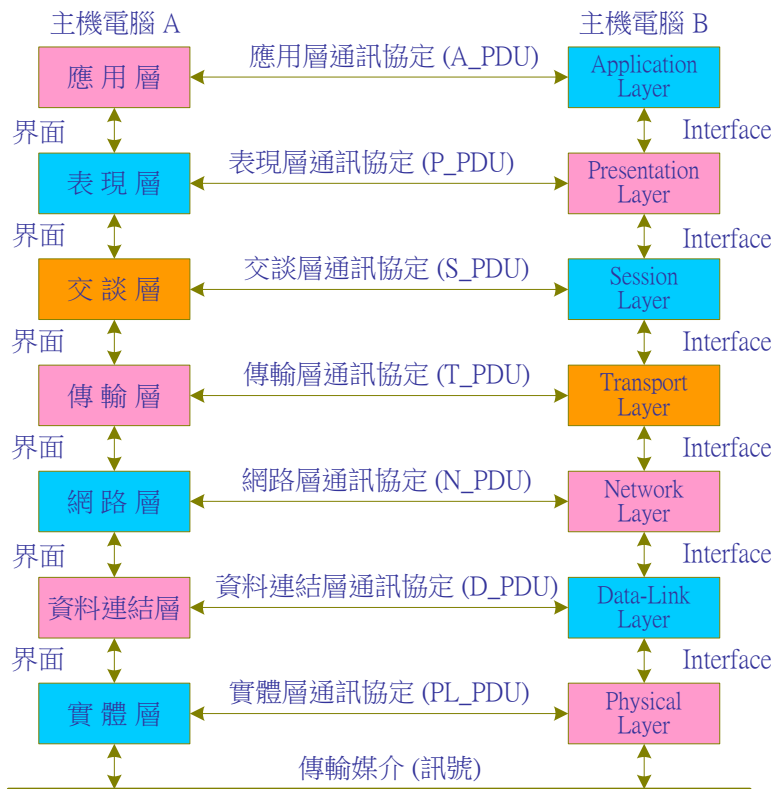 主機電腦 A
主機電腦 B
應用層
應用層通訊協定 (A_PDU)
Application
Layer
界面
Interface
表現層
表現層通訊協定 (P_PDU)
Presentation
Layer
界面
Interface
交談層
交談層通訊協定 (S_PDU)
Session
Layer
界面
Interface
傳輸層
傳輸層通訊協定 (T_PDU)
Transport
Layer
界面
Interface
網路層
網路層通訊協定 (N_PDU)
Network
Layer
界面
Interface
資料連結層
資料連結層通訊協定 (D_PDU)
Data-Link
Layer
界面
Interface
實體層
實體層通訊協定 (PL_PDU)
Physical
Layer
傳輸媒介 (訊號)